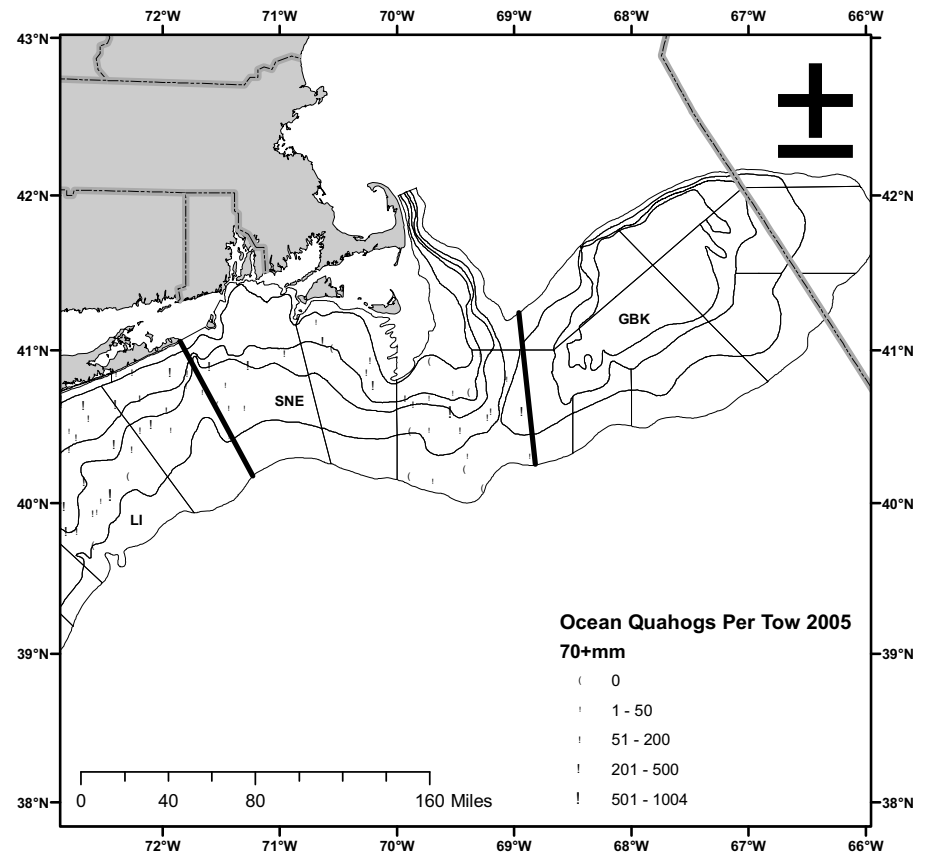 72°W 71°W 70°W 69°W 68°W 67°W 66°W
43°N
42°N 42°N
GBK
41°N 41°N
SNE
40°N 40°N
LI
Ocean Quahogs Per Tow 2005
70+mm
( 0
! 1 - 50
! 51 - 200
! 201 - 500
! 501 - 1004
39°N 39°N
0 40 80 160 Miles
38°N 38°N
72°W 71°W 70°W 69°W 68°W 67°W 66°W